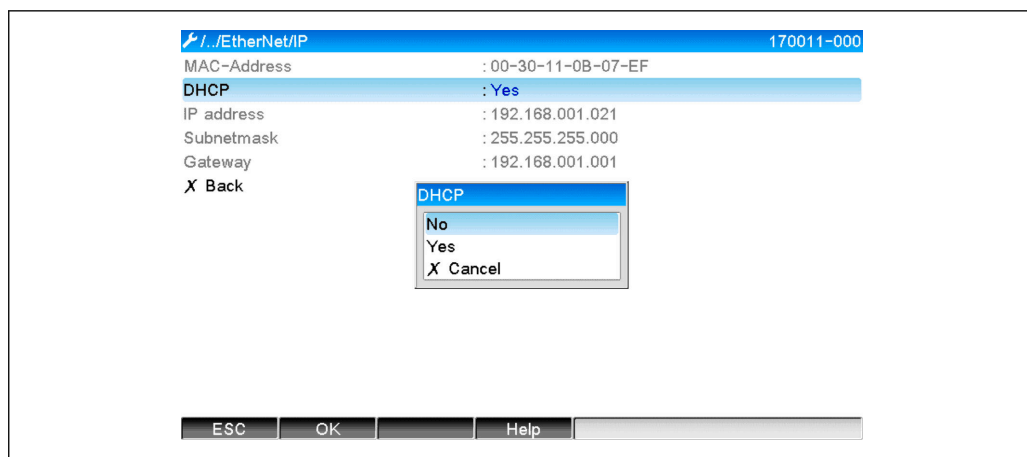 /../EtherNet/IP 170011-000
MAC-Address : 00-30-11-0B-07-EF
DHCP : Yes
IP address : 192.168.001.021
Subnetmask : 255.255.255.000
Gateway : 192.168.001.001
X Back
DHCP
No
Yes
X Cancel
ESC OK Help